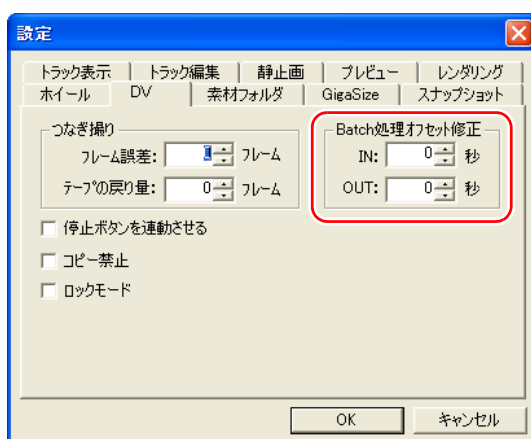 設定
トラック表示 トラック編集 静止画 プレビュー レンダリング
ホイール DV 素材フォルダ GigaSize スナップショット
つなぎ撮り
フレーム誤差: フレーム
テープの戻り量: 0 フレーム
Batch処理オフセット修正
IN: 0 秒
OUT: 0 秒
停止ボタンを連動させる
コピー禁止
ロックモード
OK キャンセル